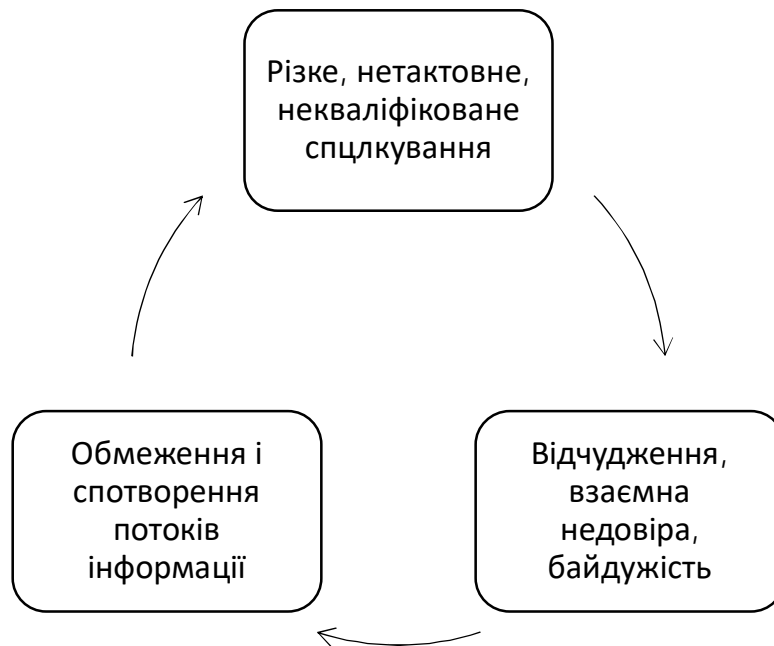 Різке, нетактовне,
некваліфіковане
спцлкування
Відчудження,
взаємна
недовіра,
байдужість
Обмеження і
спотворення
потоків
інформації